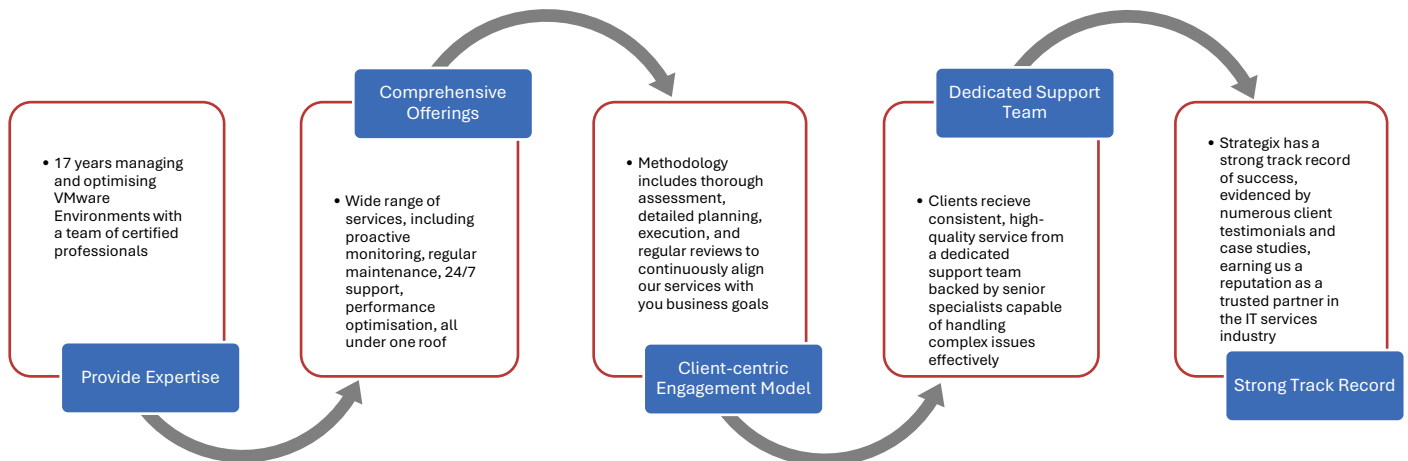 • 17 years managing
and optimising
VMware
Environments with
a team of certified
professionals
Provide Expertise
Comprehensive
Offerings
• Wide range of
services, including
proactive
monitoring, regular
maintenance, 24/7
support,
performance
optimisation, all
under one roof
• Methodology
includes thorough
assessment,
detailed planning,
execution, and
regular reviews to
continuously align
our services with
you business goals
Client-centric
Engagement Model
Dedicated Support
Team
• Clients recieve
consistent, high-
quality service from
a dedicated
support team
backed by senior
specialists capable
of handling
complex issues
effectively
• Strategix has a
strong track record
of success,
evidenced by
numerous client
testimonials and
case studies,
earning us a
reputation as a
trusted partner in
the IT services
industry
Strong Track Record